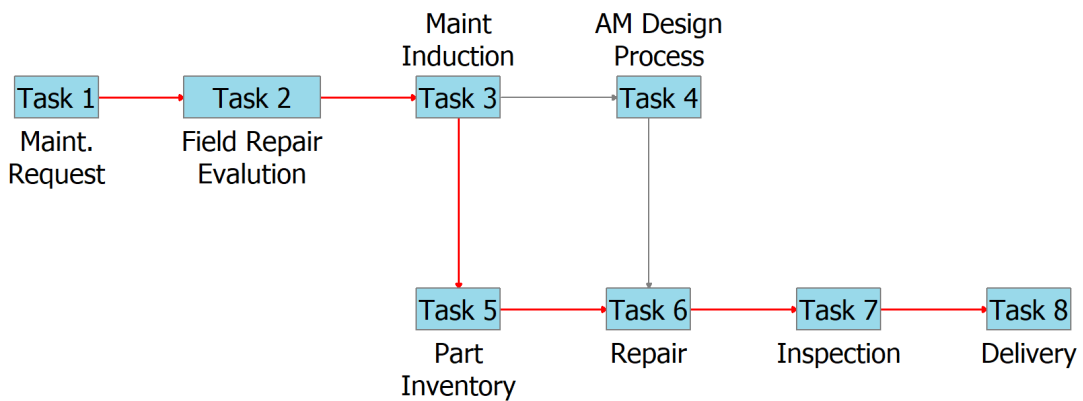 Maint
Induction
AM Design
Process
Task 1
Task 2
Task 3
Task 4
Maint.
Request
Field Repair
Evalution
Task 5
Task 6
Task 7
Task 8
Part
Inventory
Repair
Inspection
Delivery